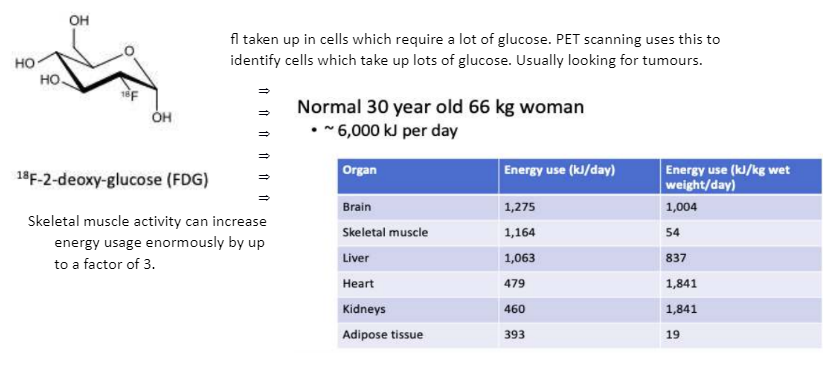 OH
HO
HO
O
18F
OH
fl taken up in cells which require a lot of glucose. PET scanning uses this to
identify cells which take up lots of glucose. Usually looking for tumours.
⇒
⇒
⇒
⇒
⇒
⇒
Normal 30 year old 66 kg woman
• ~ 6,000 kJ per day
¹⁸F-2-deoxy-glucose (FDG)
Skeletal muscle activity can increase
energy usage enormously by up
to a factor of 3.
Organ Energy use (kJ/day) Energy use (kJ/kg wet
weight/day)
Brain 1,275 1,004
Skeletal muscle 1,164 54
Liver 1,063 837
Heart 479 1,841
Kidneys 460 1,841
Adipose tissue 393 19